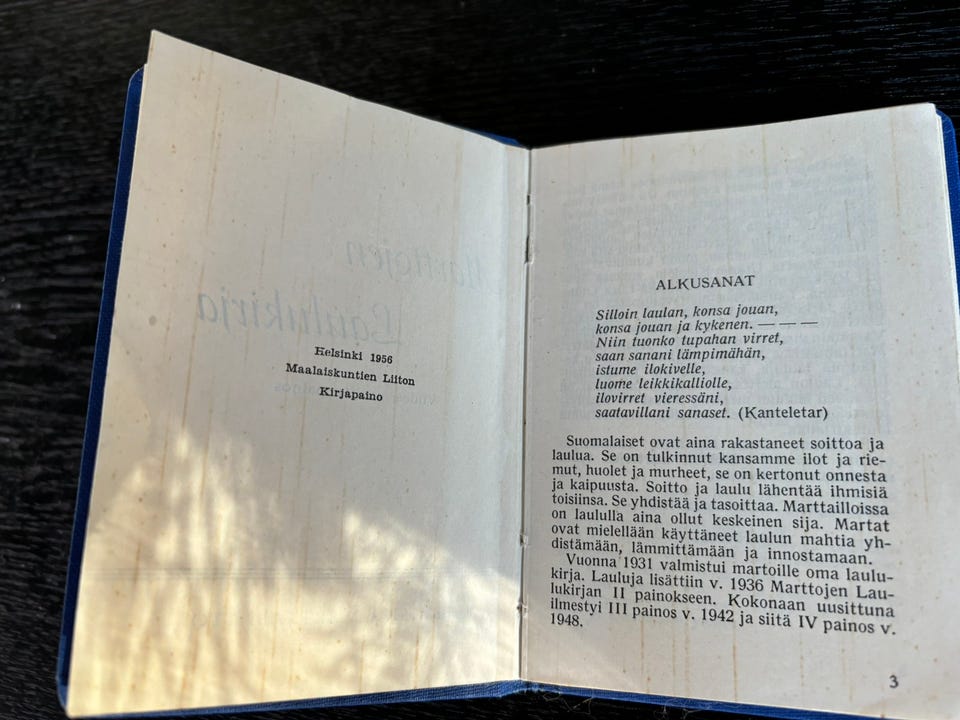 Helsinki 1956
Maalaiskuntien Liiton
Kirjapaino
ALKUSANAT
Silloin laulan, konsa jouan,
konsa jouan ja kykenen. — — —
Niin tuonko tupahan virret,
saan sanani lämpimähän,
istume ilokivelle,
luome leikkikalliolle,
ilovirret vieressäni,
saatavillani sanaset. (Kanteletar)
Suomalaiset ovat aina rakastaneet soittoa ja
laulua. Se on tulkinnut kansamme ilot ja rie-
mut, huolet ja murheet, se on kertonut onnesta
ja kaipuusta. Soitto ja laulu lähentää ihmisiä
toisiinsa. Se yhdistää ja tasoittaa. Marttailloissa
on laululla aina ollut keskeinen sija. Martat
ovat mielellään käyttäneet laulun mahtia yh-
distämään, lämmittämään ja innostamaan.
Vuonna 1931 valmistui martoille oma laulu-
kirja. Lauluja lisättiin v. 1936 Marttojen Lau-
lukirjan II painokseen. Kokonaan uusittuna
ilmestyi III painos v. 1942 ja siitä IV painos v.
1948.
3